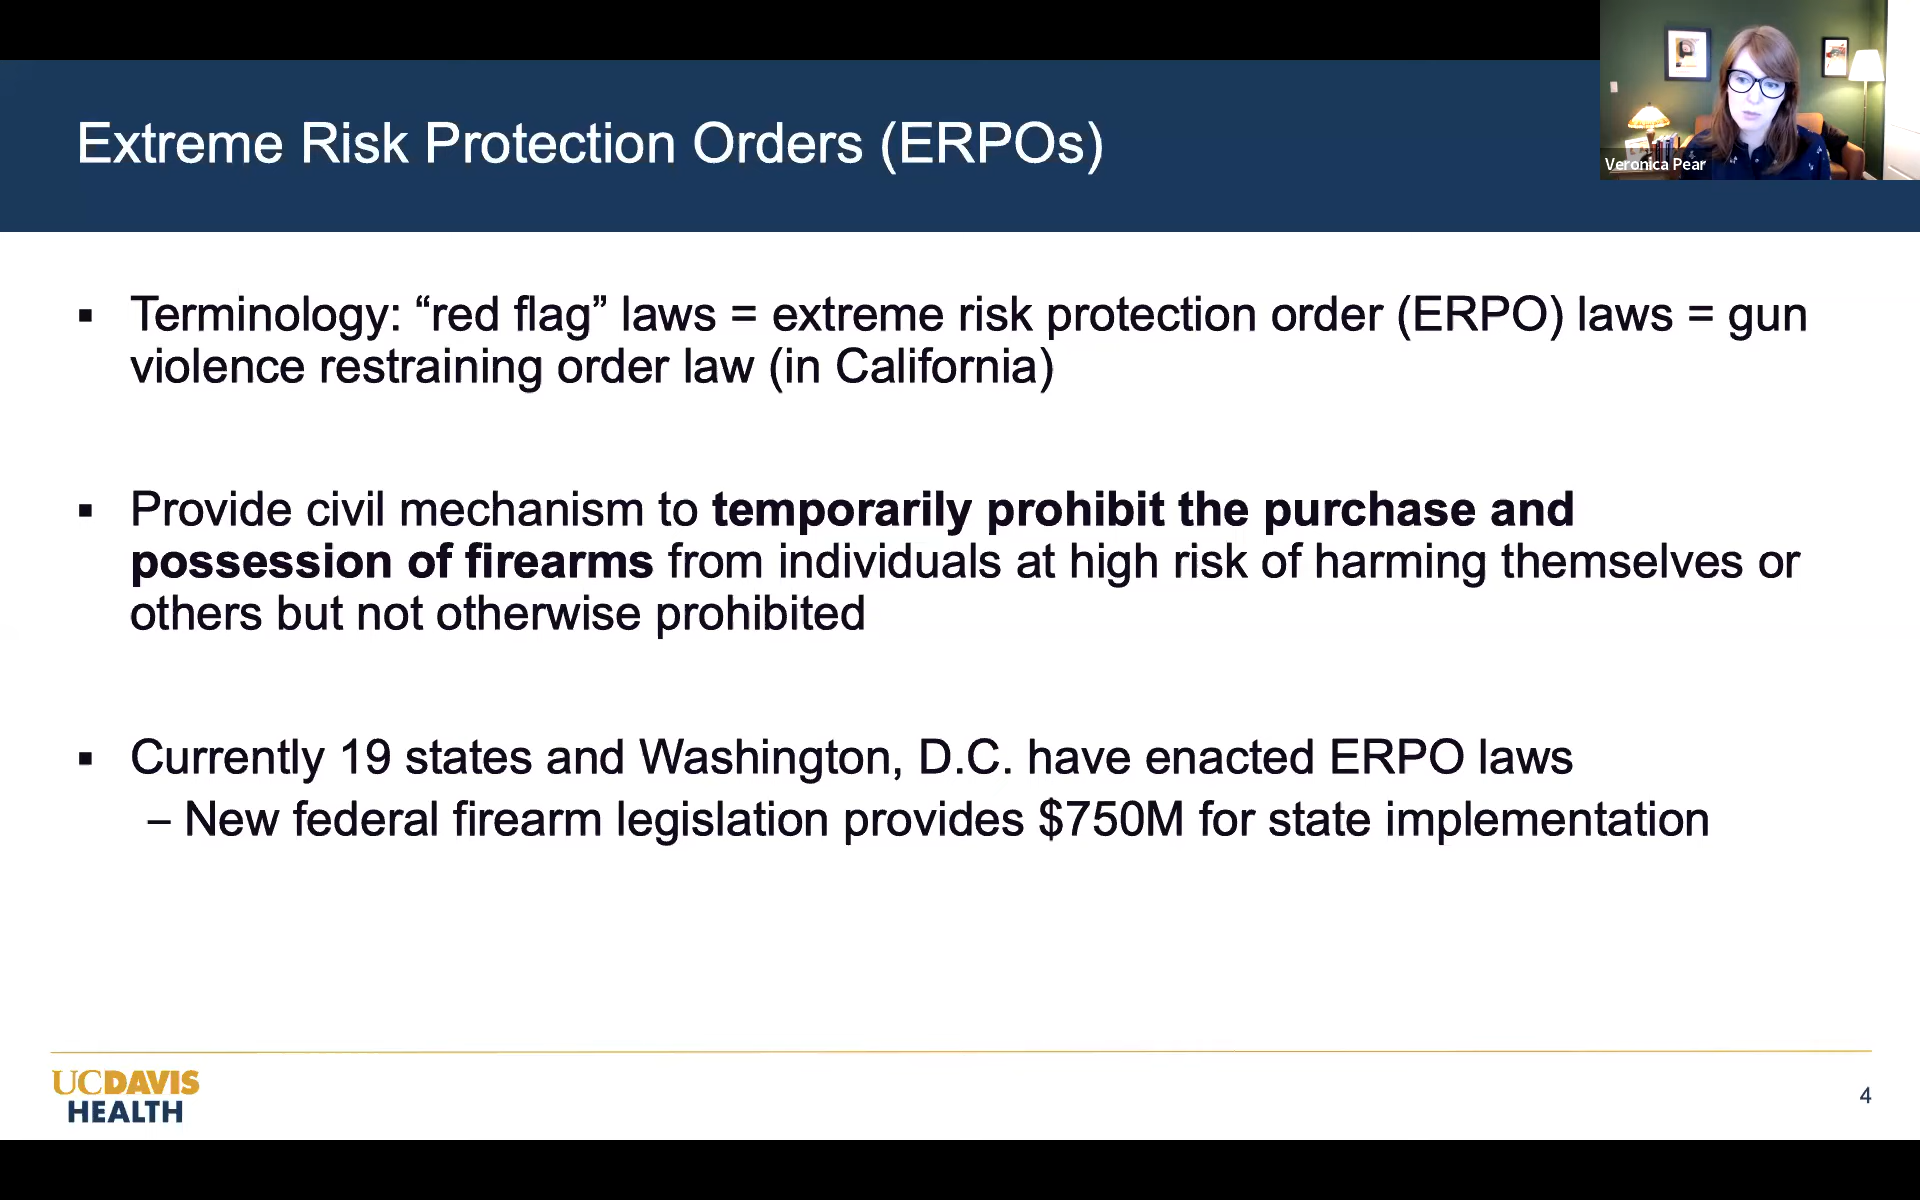 Extreme Risk Protection Orders (ERPOs)
Veronica Pear
▪ Terminology: “red flag” laws = extreme risk protection order (ERPO) laws = gun
violence restraining order law (in California)
▪ Provide civil mechanism to temporarily prohibit the purchase and
possession of firearms from individuals at high risk of harming themselves or
others but not otherwise prohibited
▪ Currently 19 states and Washington, D.C. have enacted ERPO laws
– New federal firearm legislation provides $750M for state implementation
UCDAVIS
HEALTH
4